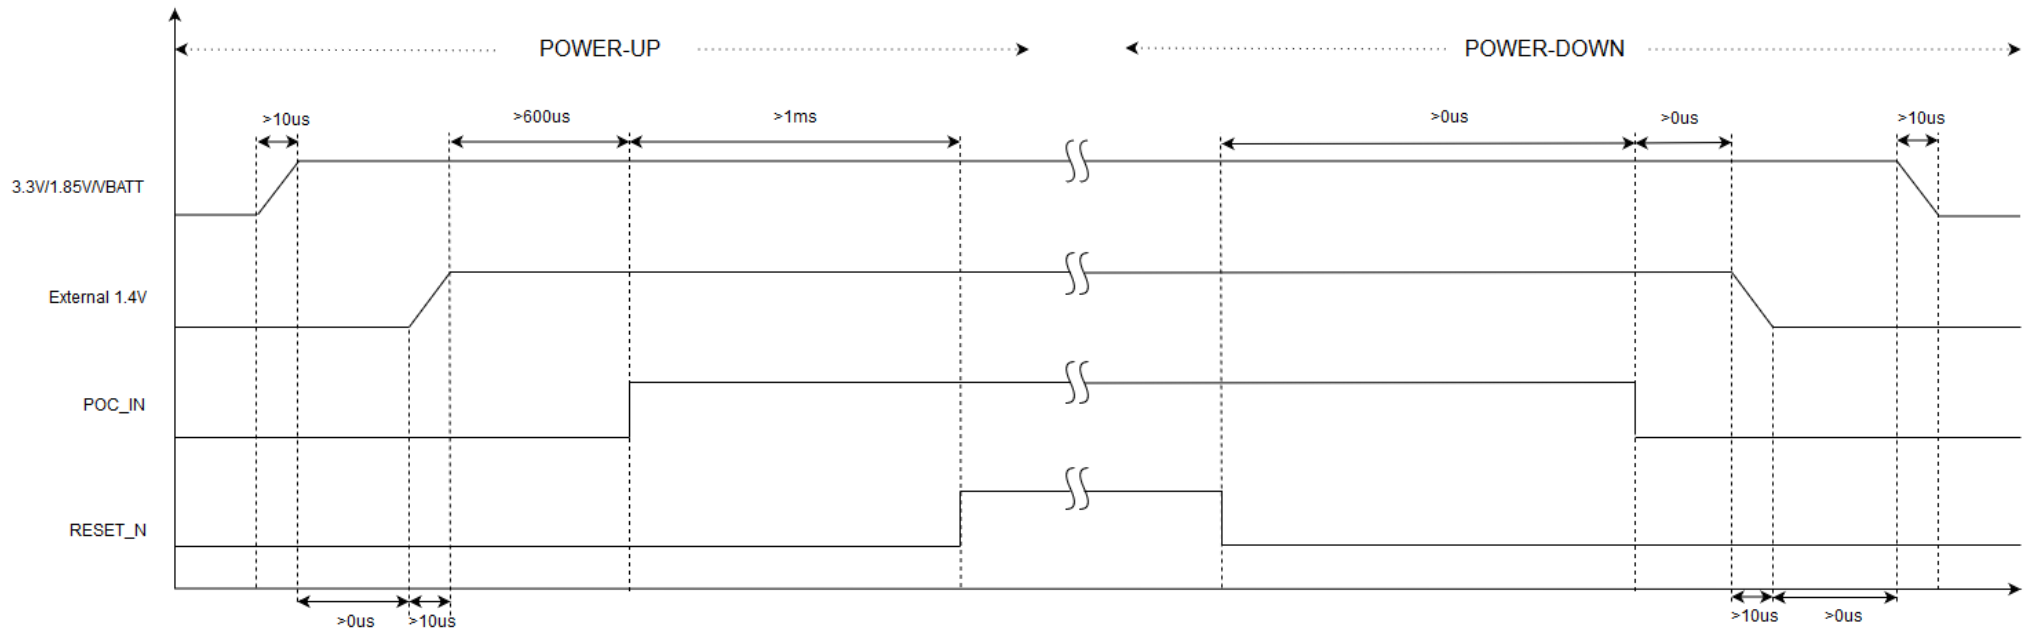 POWER-UP
POWER-DOWN
>10us
>600us
>1ms
>0us
>0us
>10us
3.3V/1.85V/VBATT
External 1.4V
POC_IN
RESET_N
>0us
>10us
>10us
>0us